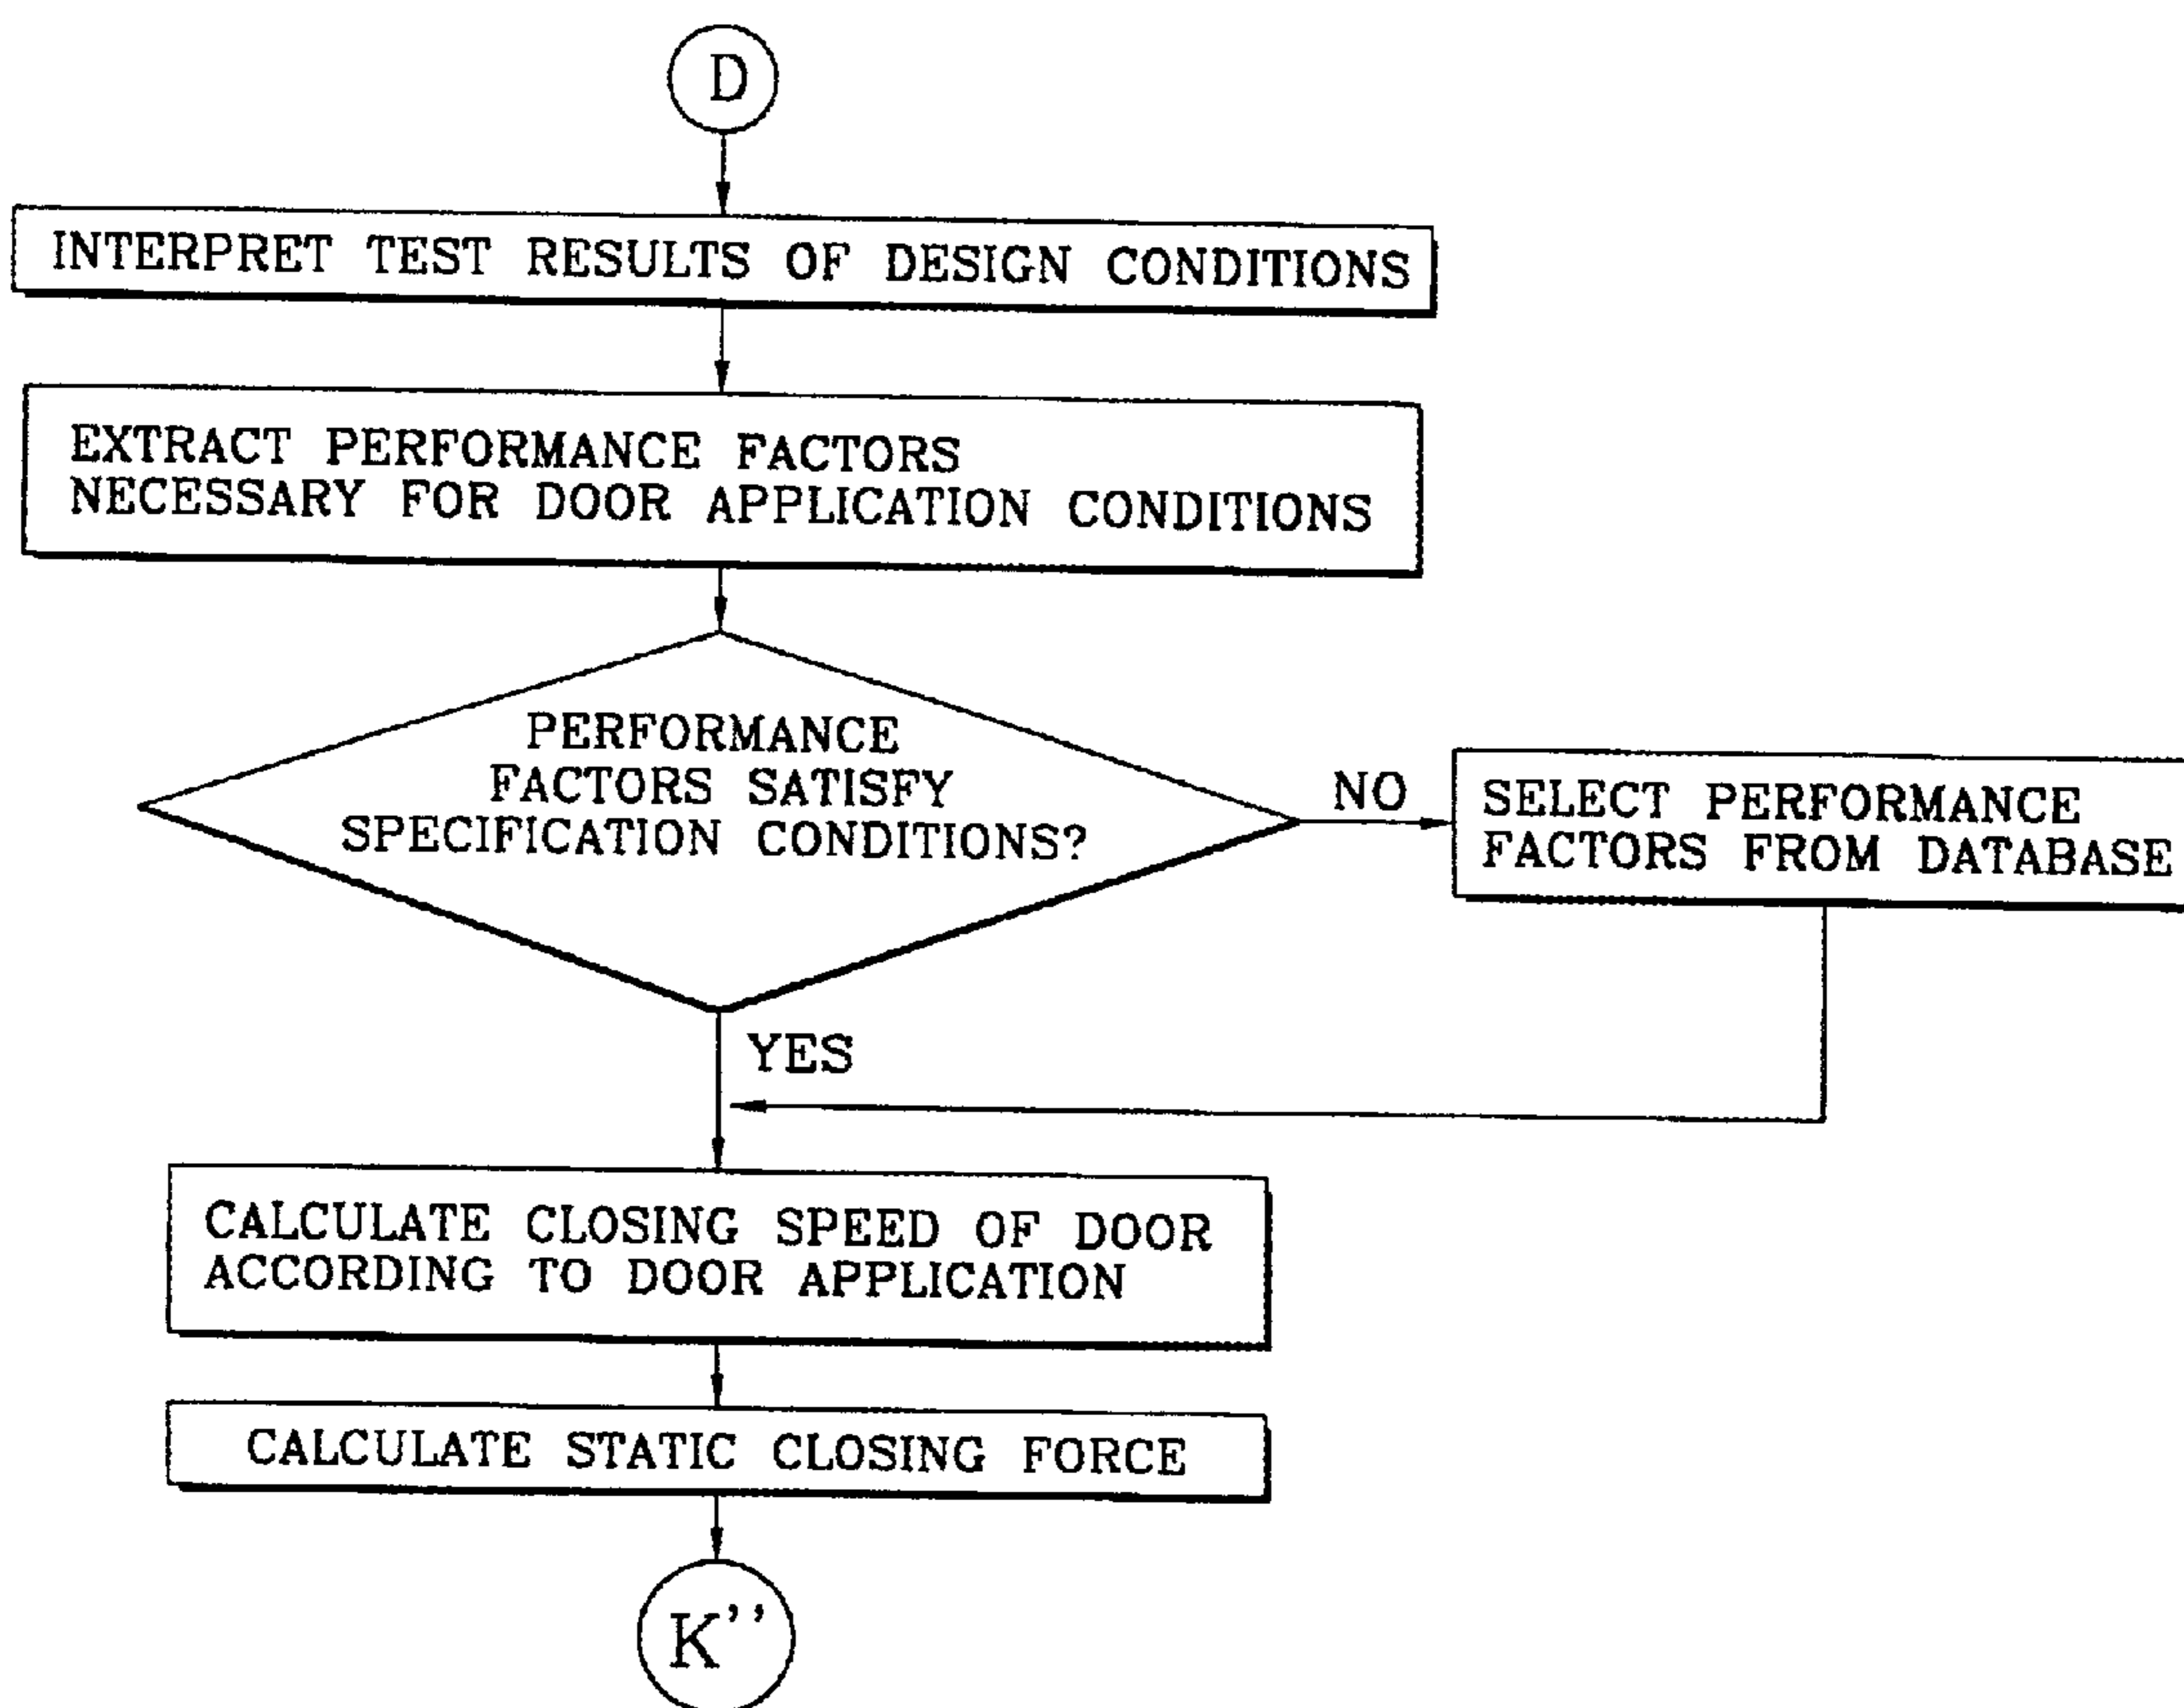 D
INTERPRET TEST RESULTS OF DESIGN CONDITIONS
EXTRACT PERFORMANCE FACTORS
NECESSARY FOR DOOR APPLICATION CONDITIONS
PERFORMANCE
FACTORS SATISFY
SPECIFICATION CONDITIONS?
NO
SELECT PERFORMANCE
FACTORS FROM DATABASE
YES
CALCULATE CLOSING SPEED OF DOOR
ACCORDING TO DOOR APPLICATION
CALCULATE STATIC CLOSING FORCE
K''